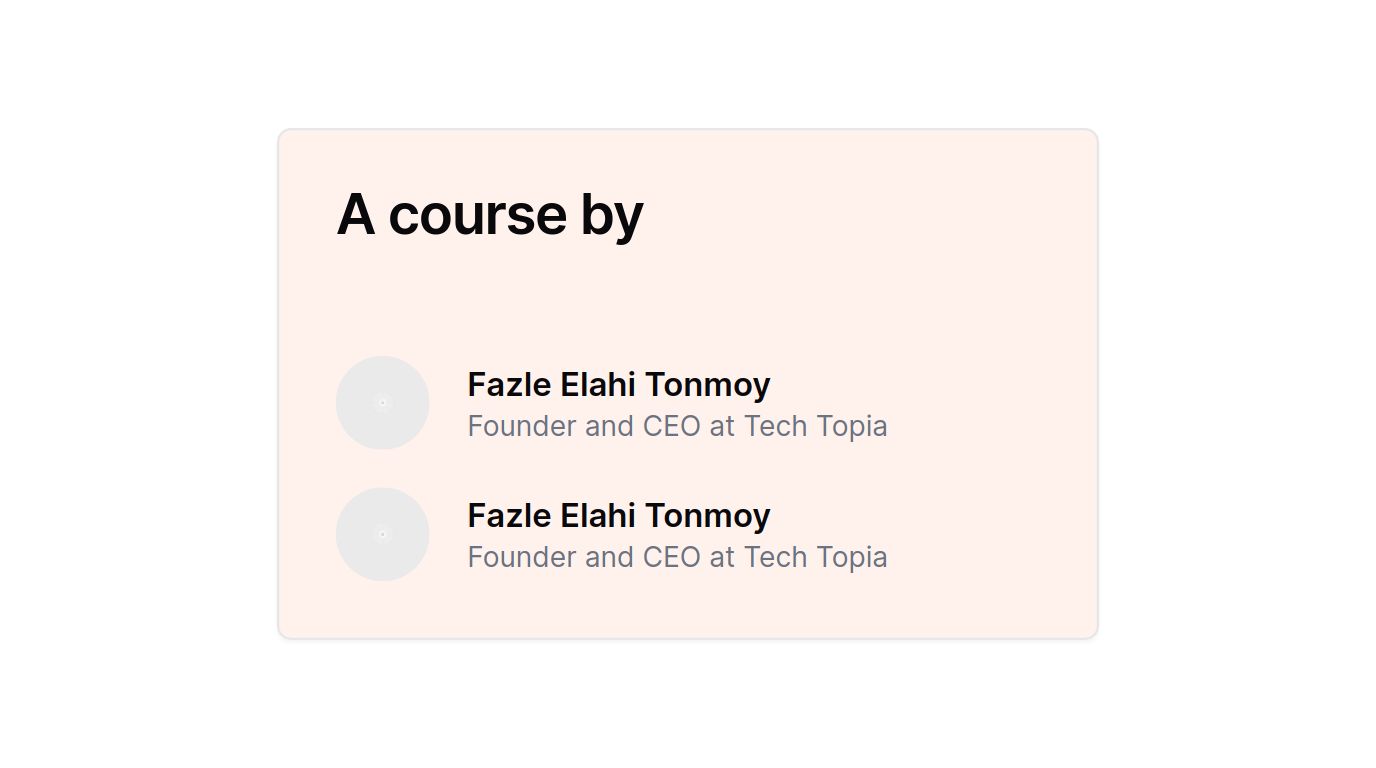 A course by
Fazle Elahi Tonmoy
Founder and CEO at Tech Topia
Fazle Elahi Tonmoy
Founder and CEO at Tech Topia